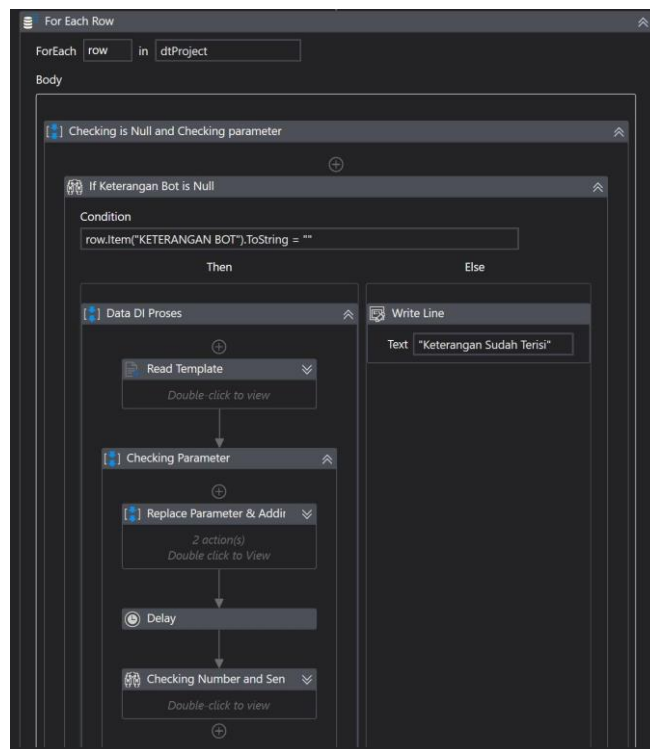 For Each Row
ForEach row in dtProject
Body
Checking is Null and Checking parameter
If Keterangan Bot is Null
Condition
row.Item("KETERANGAN BOT").ToString = ""
Then Else
Data DI Proses
Write Line
Text "Keterangan Sudah Terisi"
Read Template
Double-click to view
Checking Parameter
Replace Parameter & Addir
2 action(s)
Double click to View
Delay
Checking Number and Sen
Double-click to view